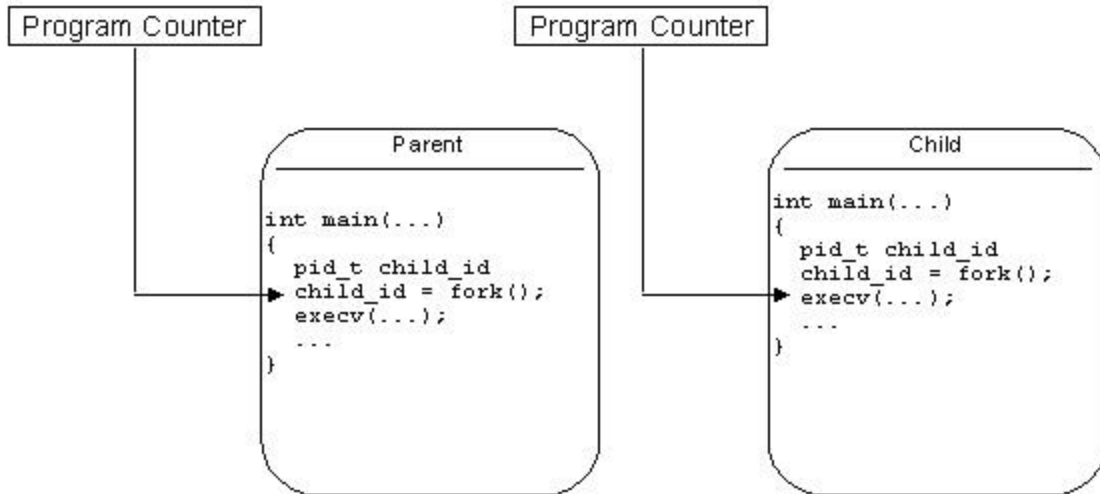 Program Counter
Program Counter
Parent
int main(...)
{
pid_t child_id
child_id = fork();
execv(...);
...
}
Child
int main(...)
{
pid_t child_id
child_id = fork();
execv(...);
...
}